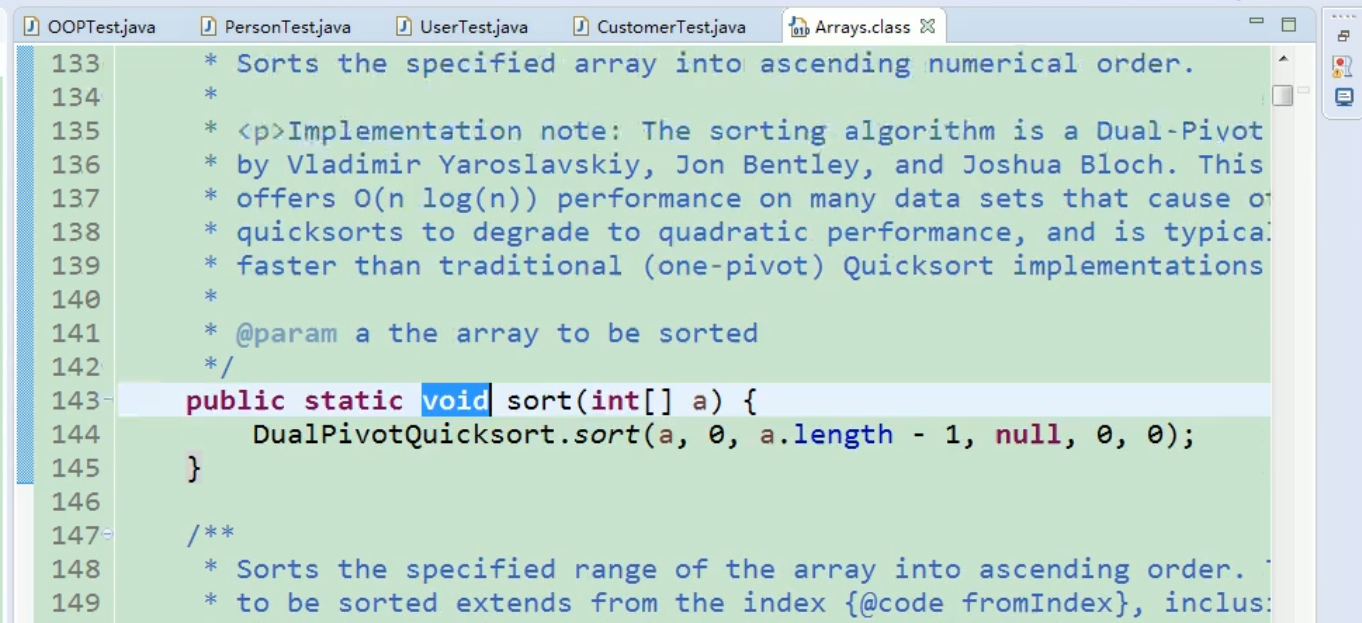 OOPTest.java PersonTest.java UserTest.java CustomerTest.java Arrays.class
133 * Sorts the specified array into ascending numerical order.
134 *
135 * <p>Implementation note: The sorting algorithm is a Dual-Pivot
136 * by Vladimir Yaroslavskiy, Jon Bentley, and Joshua Bloch. This
137 * offers O(n log(n)) performance on many data sets that cause
138 * quicksorts to degrade to quadratic performance, and is
139 * faster than traditional (one-pivot) Quicksort implementations
140 *
141 * @param a the array to be sorted
142 */
143 public static void sort(int[] a) {
144 DualPivotQuicksort.sort(a, 0, a.length - 1, null, 0, 0);
145 }
146
147 /**
148 * Sorts the specified range of the array into ascending order.
149 * to be sorted extends from the index {@code fromIndex},